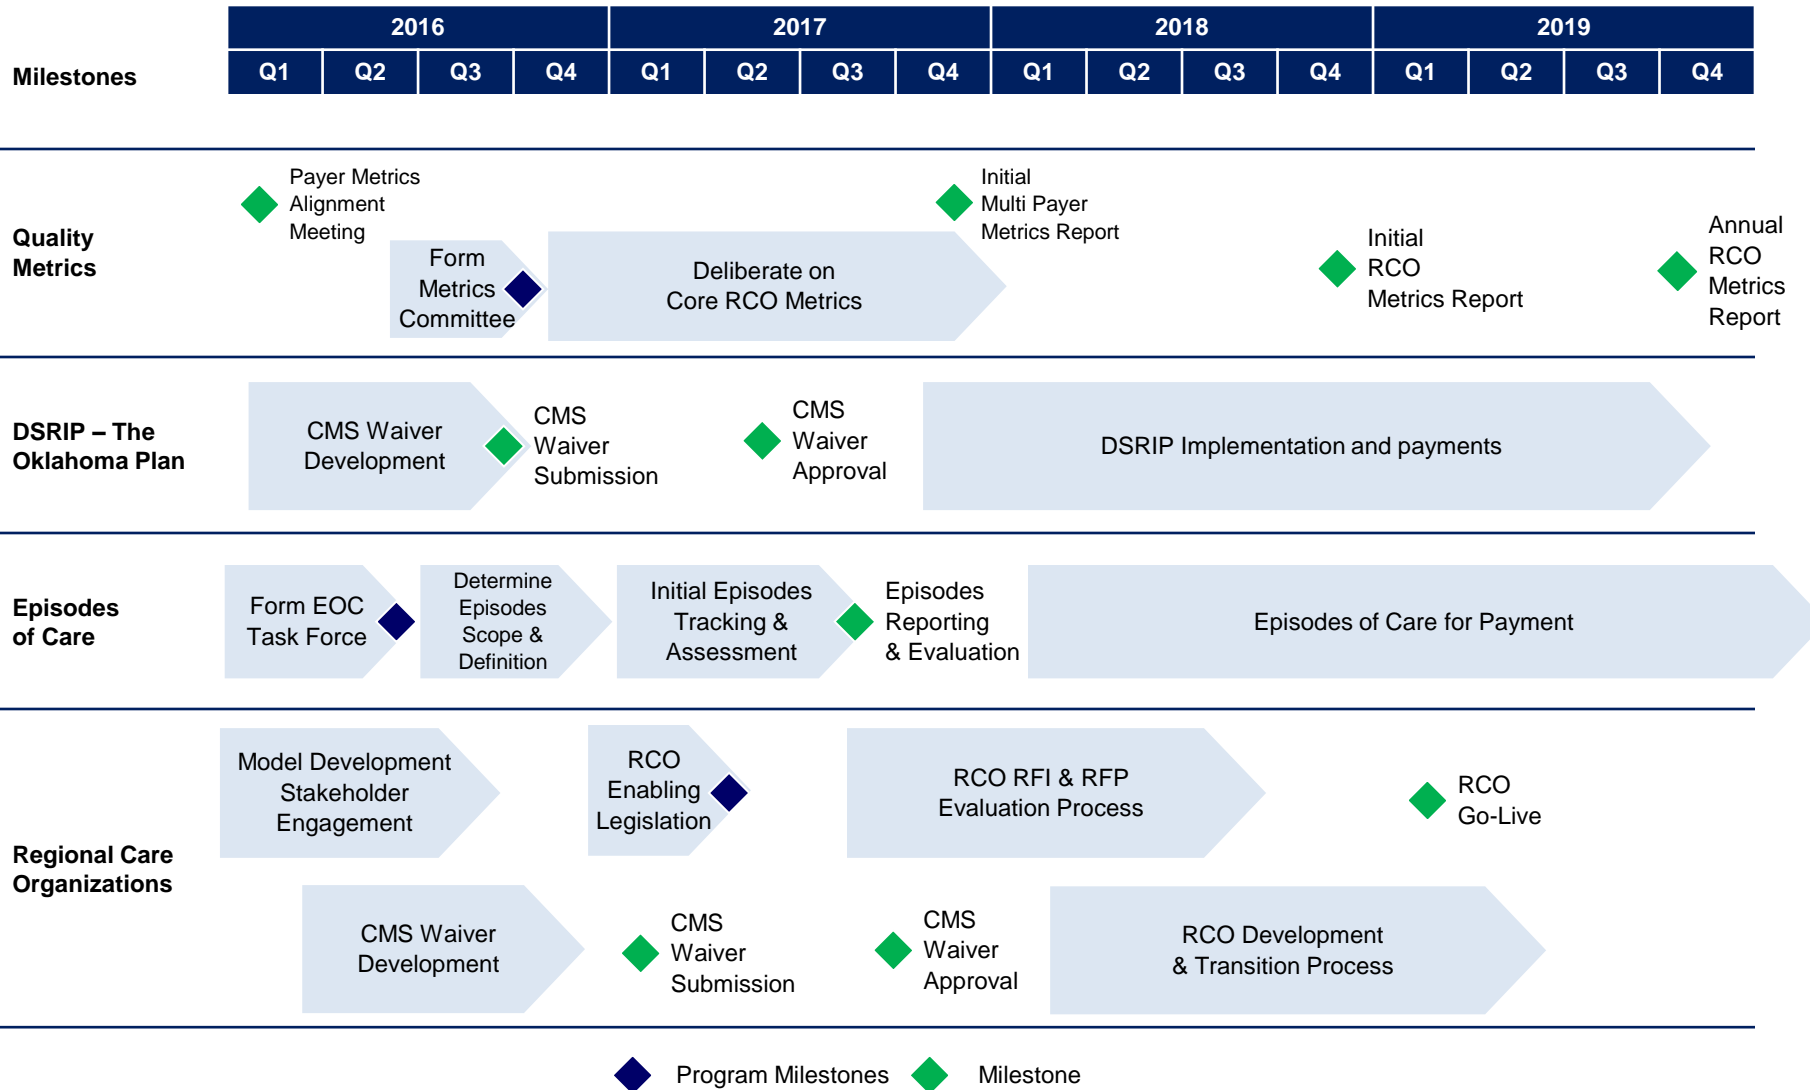 2016 2017 2018 2019
Milestones
Q1 Q2 Q3 Q4 Q1 Q2 Q3 Q4 Q1 Q2 Q3 Q4 Q1 Q2 Q3 Q4
Quality
Metrics
Payer Metrics
Alignment
Meeting
Form
Metrics
Committee
Deliberate on
Core RCO Metrics
Initial
Multi Payer
Metrics Report
Initial
RCO
Metrics Report
Annual
RCO
Metrics
Report
DSRIP – The
Oklahoma Plan
CMS Waiver
Development
CMS
Waiver
Submission
CMS
Waiver
Approval
DSRIP Implementation and payments
Episodes
of Care
Form EOC
Task Force
Determine
Episodes
Scope &
Definition
Initial Episodes
Tracking &
Assessment
Episodes
Reporting
& Evaluation
Episodes of Care for Payment
Regional Care
Organizations
Model Development
Stakeholder
Engagement
RCO
Enabling
Legislation
RCO RFI & RFP
Evaluation Process
RCO
Go-Live
CMS Waiver
Development
CMS
Waiver
Submission
CMS
Waiver
Approval
RCO Development
& Transition Process
Program Milestones
Milestone